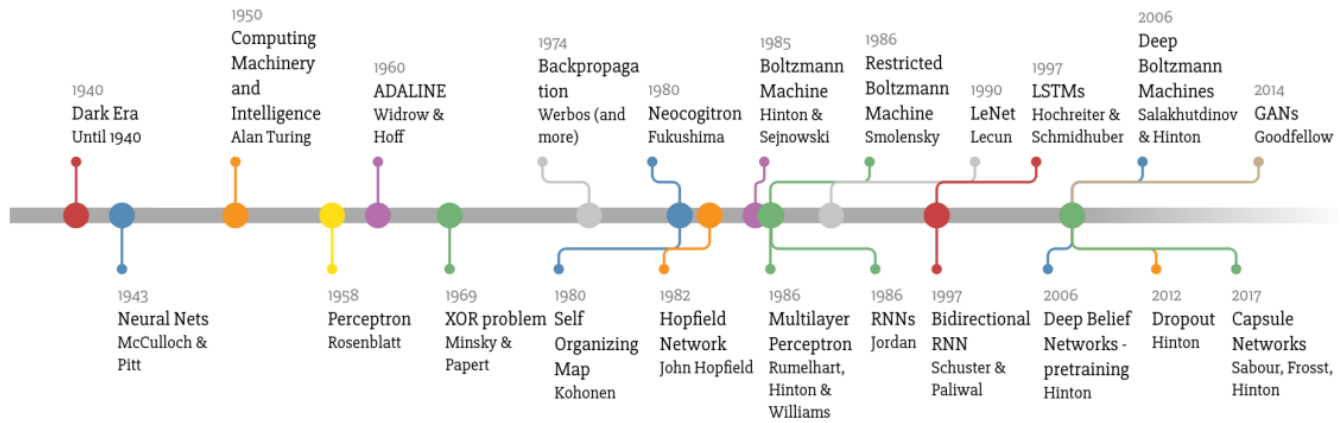 1940
Dark Era
Until 1940
1950
Computing
Machinery
and
Intelligence
Alan Turing
1960
ADALINE
Widrow &
Hoff
1974
Backpropaga
tion
Werbos (and
more)
1980
Neocogitron
Fukushima
1985
Boltzmann
Machine
Hinton &
Sejnowski
1986
Restricted
Boltzmann
Machine
Smolensky
1990
LeNet
Lecun
1997
LSTMs
Hochreiter &
Schmidhuber
2006
Deep
Boltzmann
Machines
Salakhutdinov
& Hinton
2014
GANs
Goodfellow
1943
Neural Nets
McCulloch &
Pitt
1958
Perceptron
Rosenblatt
1969
XOR problem
Minsky &
Papert
1980
Self
Organizing
Map
Kohonen
1982
Hopfield
Network
John Hopfield
1986
Multilayer
Perceptron
Rumelhart,
Hinton &
Williams
1986
RNNs
Jordan
1997
Bidirectional
RNN
Schuster &
Paliwal
2006
Deep Belief
Networks -
pretraining
Hinton
2012
Dropout
Hinton
2017
Capsule
Networks
Sabour, Frosst,
Hinton